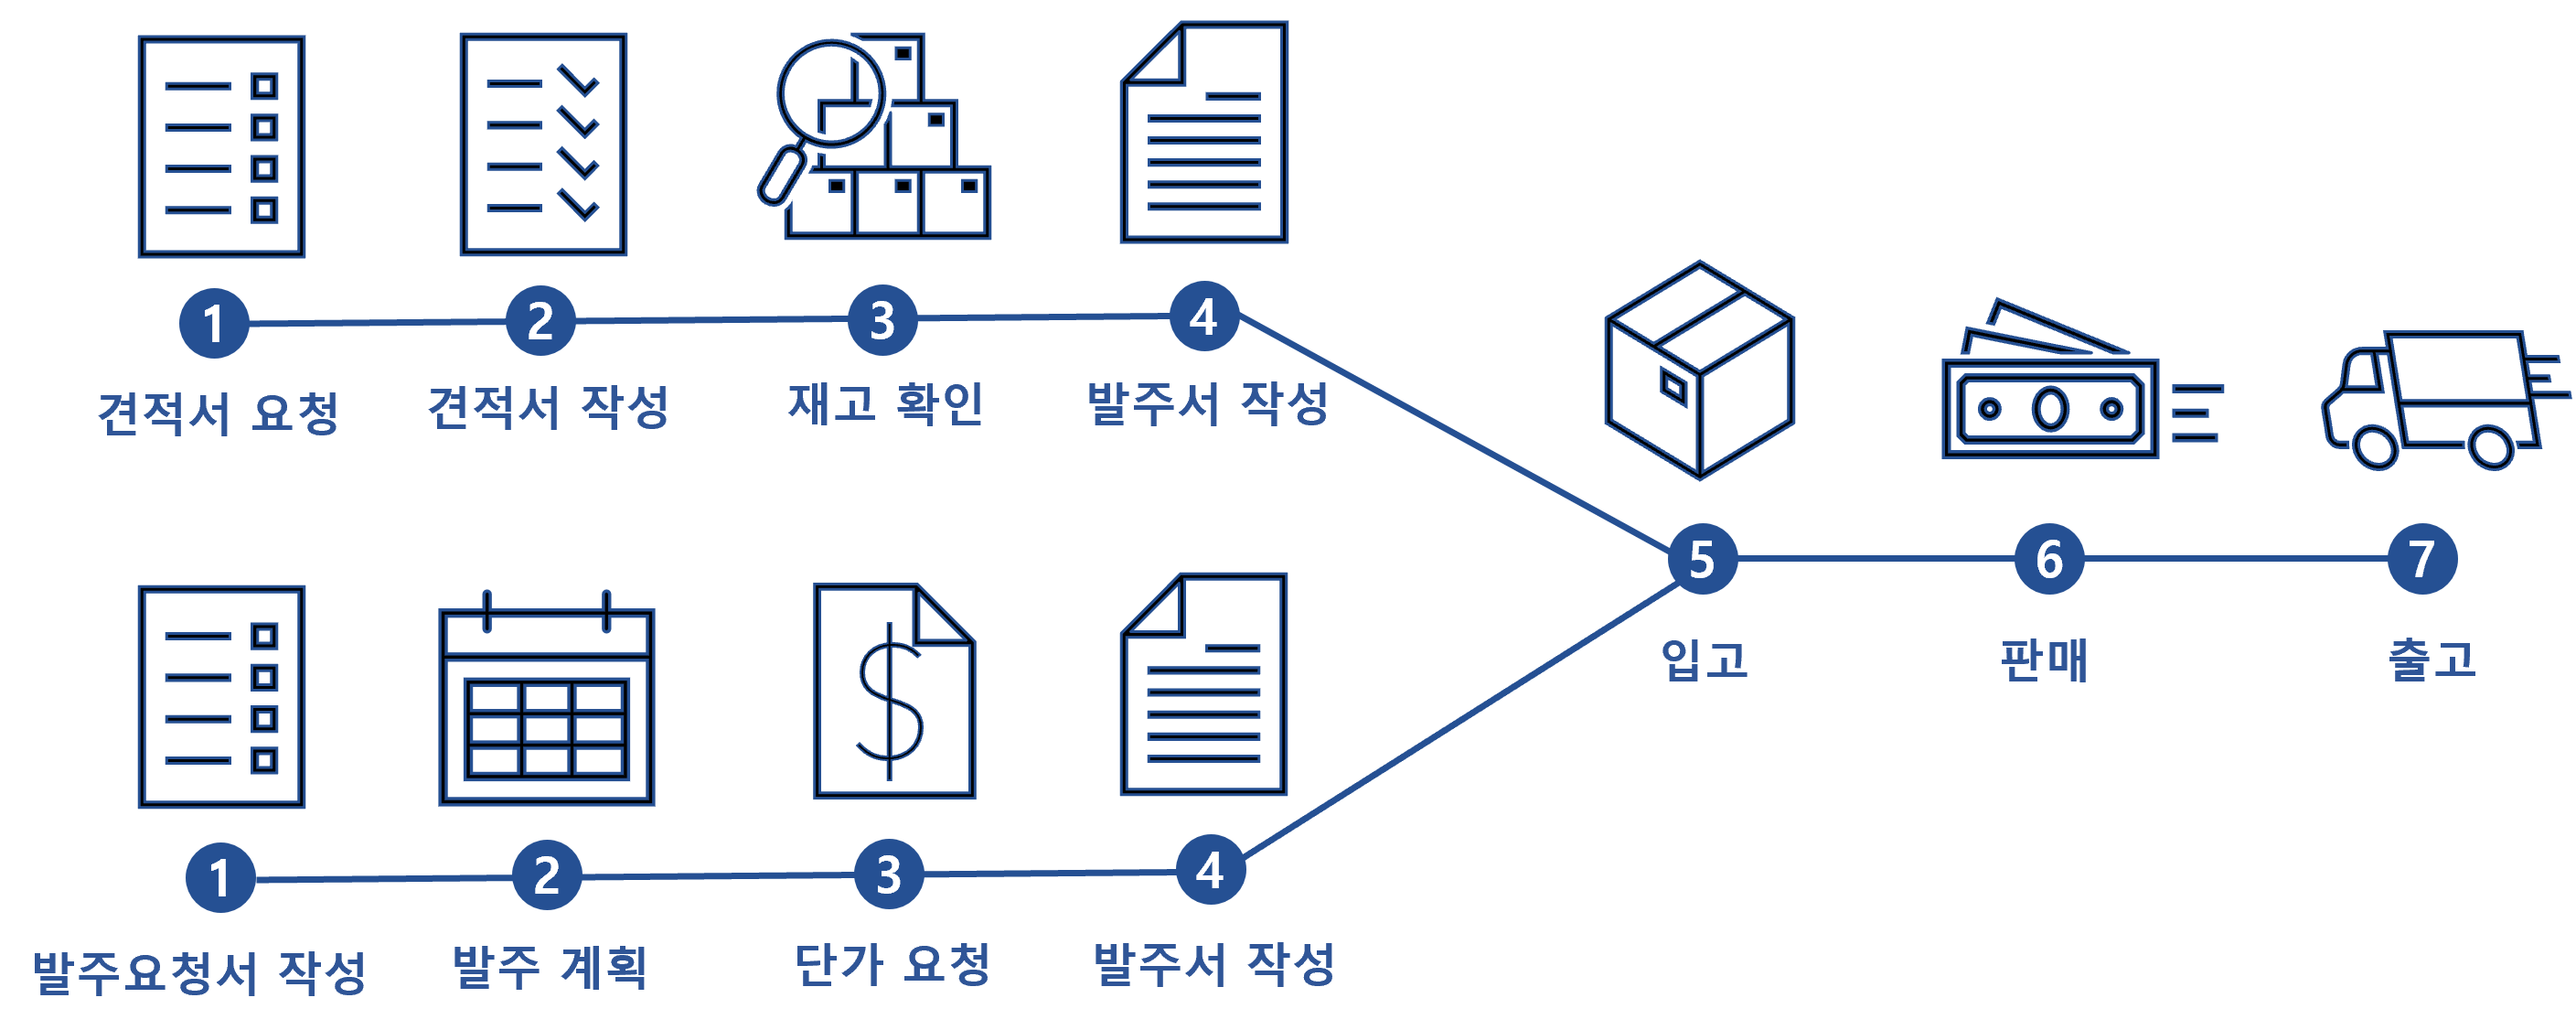 1 2 3 4
견적서 요청 견적서 작성 재고 확인 발주서 작성
5 6 7
입고 판매 출고
1 2 3 4
발주요청서 작성 발주 계획 단가 요청 발주서 작성